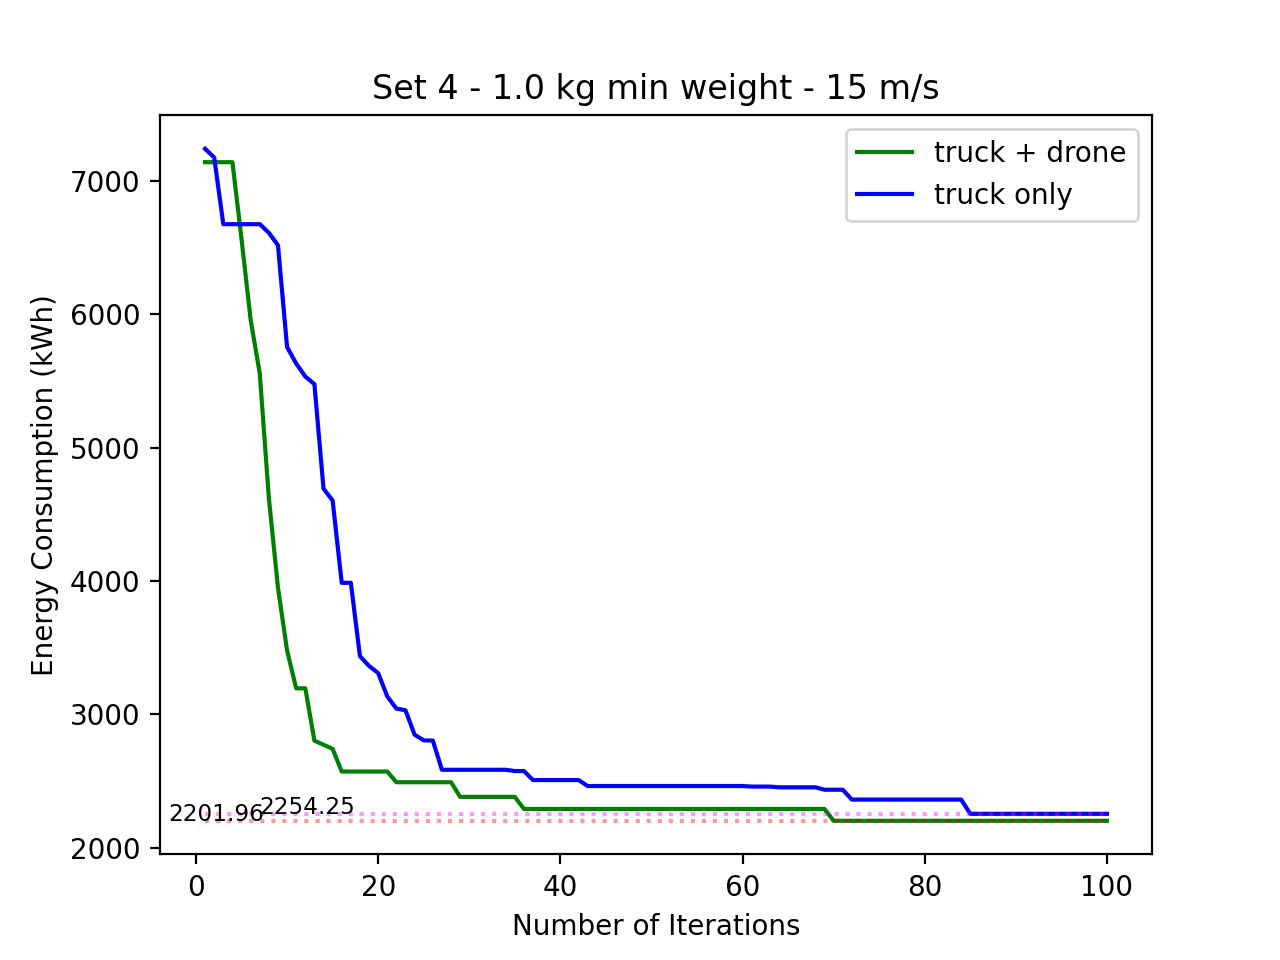 Set 4 - 1.0 kg min weight - 15 m/s
truck + drone
truck only
Energy Consumption (kWh)
7000
6000
5000
4000
3000
2000
2201.96
2254.25
0
20
40
60
80
100
Number of Iterations